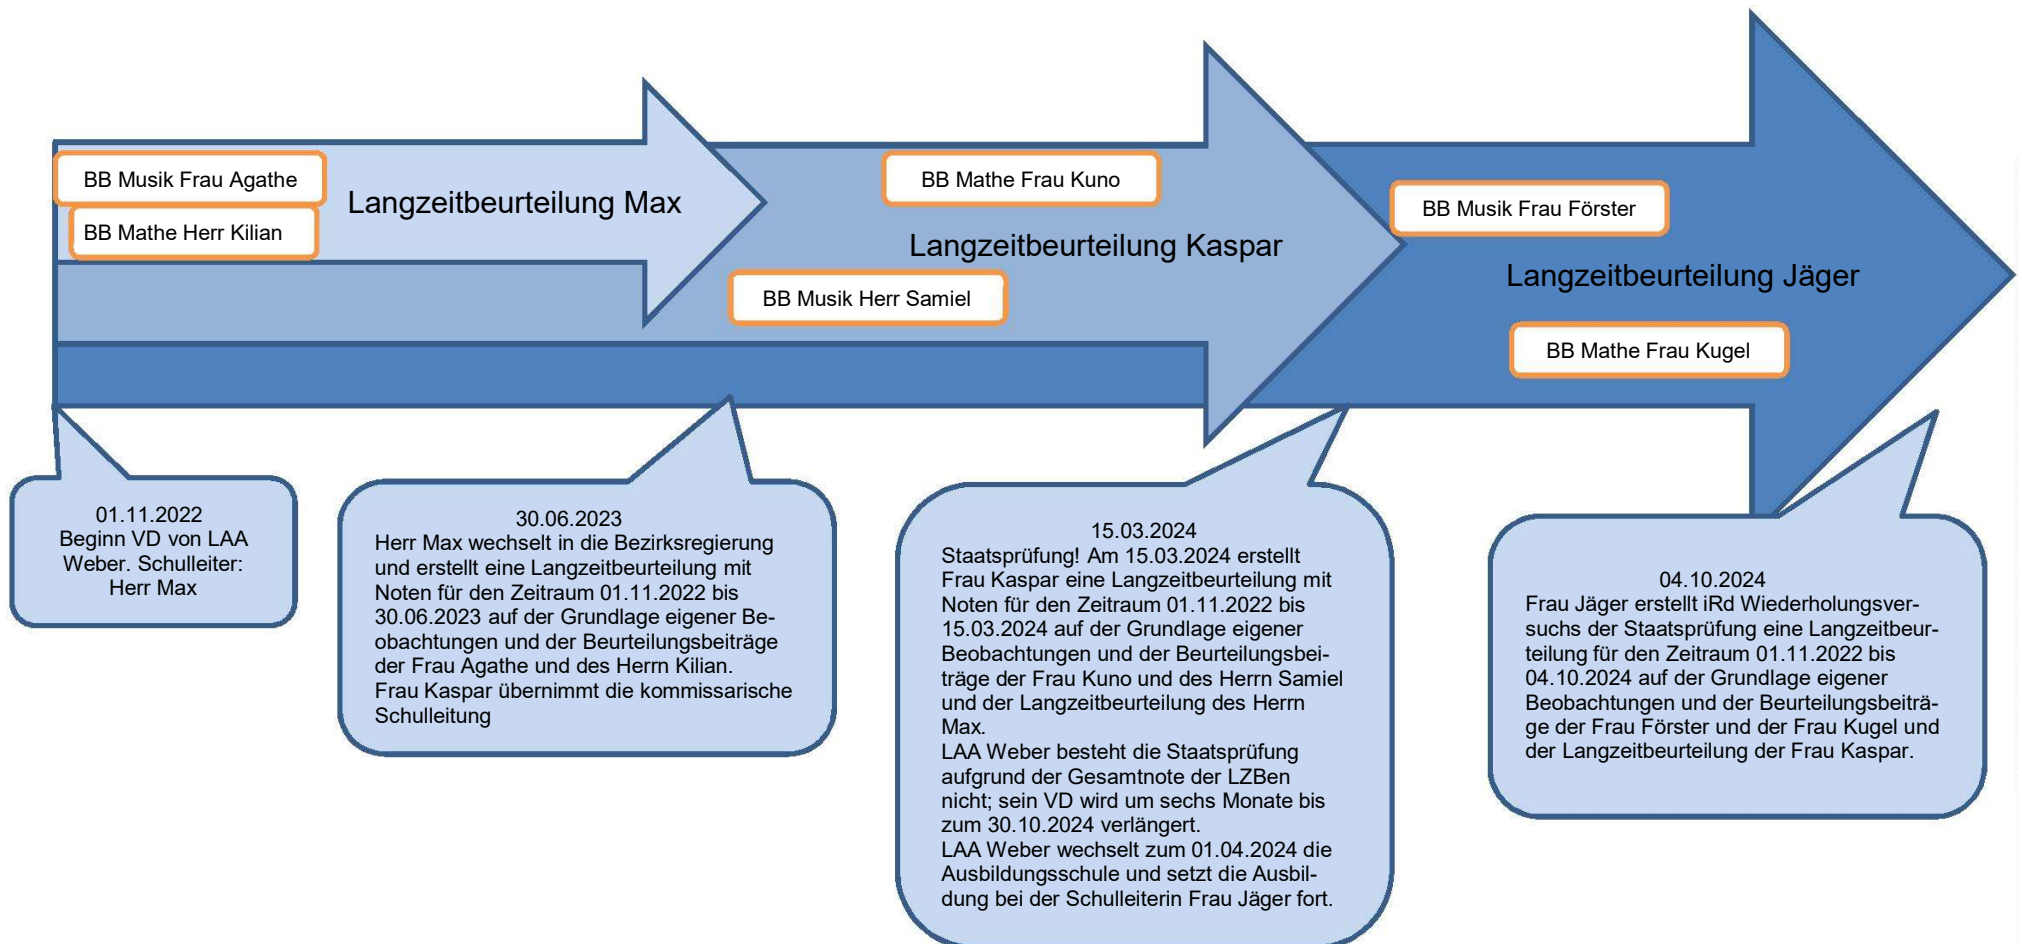 BB Musik Frau Agathe
BB Mathe Herr Kilian
Langzeitbeurteilung Max
BB Mathe Frau Kuno
Langzeitbeurteilung Kaspar
BB Musik Herr Samiel
BB Musik Frau Förster
Langzeitbeurteilung Jäger
BB Mathe Frau Kugel
01.11.2022
Beginn VD von LAA
Weber. Schulleiter:
Herr Max
30.06.2023
Herr Max wechselt in die Bezirksregierung
und erstellt eine Langzeitbeurteilung mit
Noten für den Zeitraum 01.11.2022 bis
30.06.2023 auf der Grundlage eigener Be-
obachtungen und der Beurteilungsbeiträge
der Frau Agathe und des Herrn Kilian.
Frau Kaspar übernimmt die kommissarische
Schulleitung
15.03.2024
Staatsprüfung! Am 15.03.2024 erstellt
Frau Kaspar eine Langzeitbeurteilung mit
Noten für den Zeitraum 01.11.2022 bis
15.03.2024 auf der Grundlage eigener
Beobachtungen und der Beurteilungsbei-
träge der Frau Kuno und des Herrn Samiel
und der Langzeitbeurteilung des Herrn
Max.
LAA Weber besteht die Staatsprüfung
aufgrund der Gesamtnote der LZBen
nicht; sein VD wird um sechs Monate bis
zum 30.10.2024 verlängert.
LAA Weber wechselt zum 01.04.2024 die
Ausbildungsschule und setzt die Ausbil-
dung bei der Schulleiterin Frau Jäger fort.
04.10.2024
Frau Jäger erstellt iRd Wiederholungsver-
suchs der Staatsprüfung eine Langzeitbeur-
teilung für den Zeitraum 01.11.2022 bis
04.10.2024 auf der Grundlage eigener
Beobachtungen und der Beurteilungsbeiträ-
ge der Frau Förster und der Frau Kugel und
der Langzeitbeurteilung der Frau Kaspar.